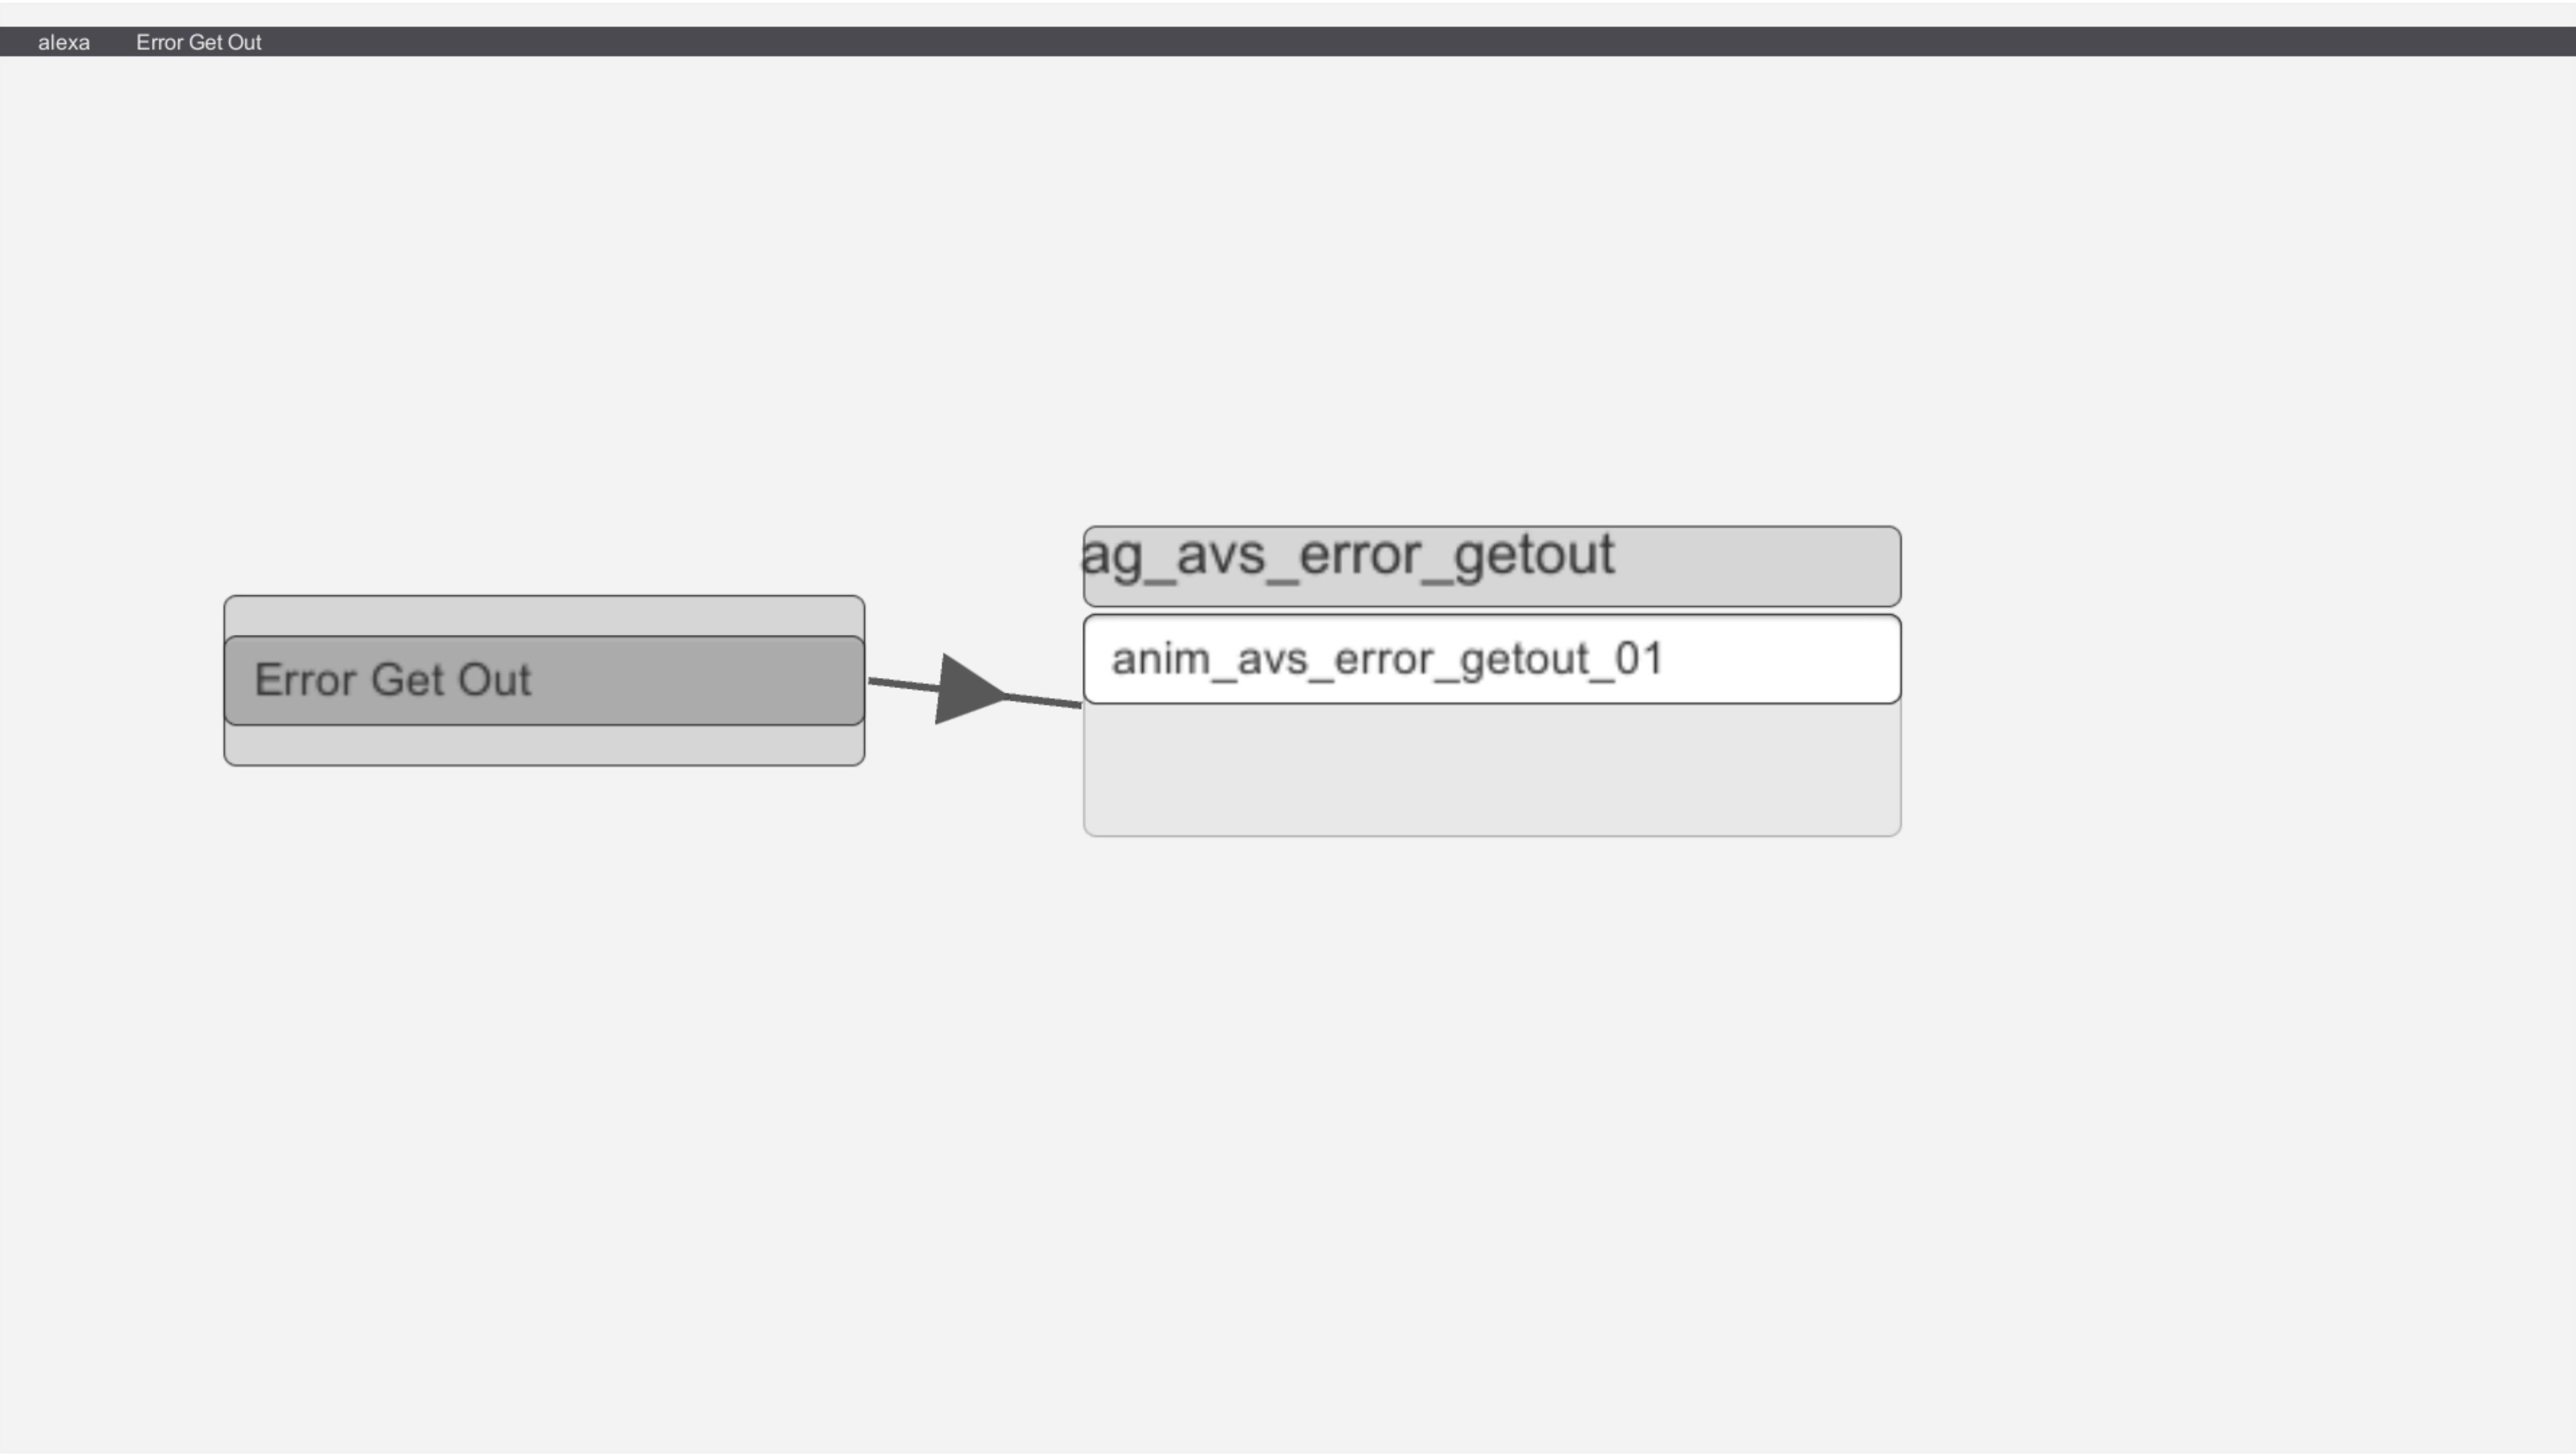 alexa Error Get Out
ag_avs_error_getout
Error Get Out
anim_avs_error_getout_01